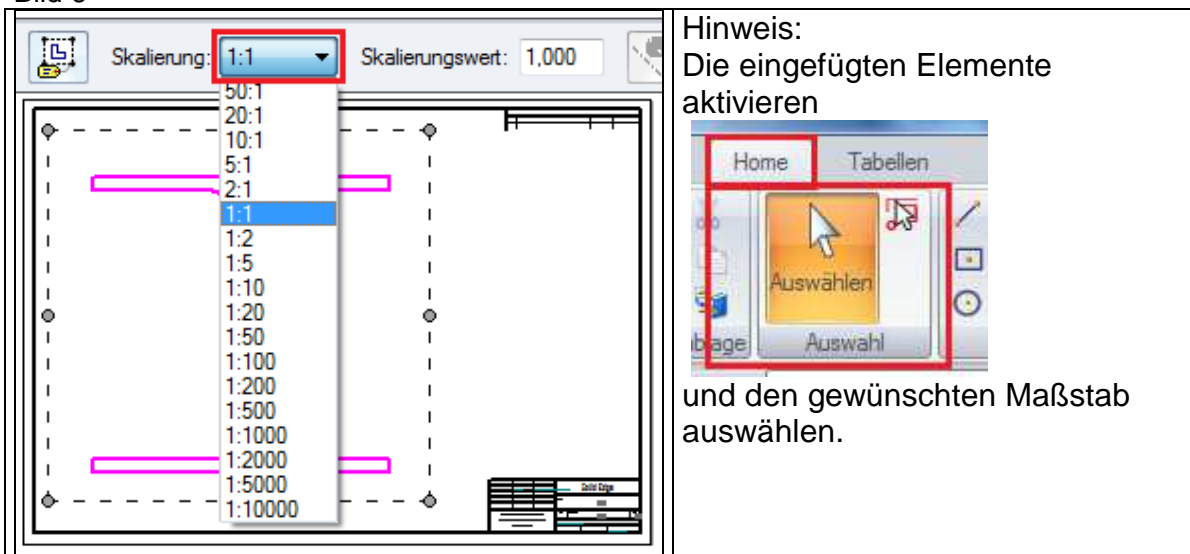 Skalierung: 1:1 Skalierungswert: 1,000
50:1
20:1
10:1
5:1
2:1
1:1
1:2
1:5
1:10
1:20
1:50
1:100
1:200
1:500
1:1000
1:2000
1:5000
1:10000
Solid Edge
Hinweis:
Die eingefügten Elemente
aktivieren
Home Tabellen
Auswählen
Auswahl
und den gewünschten Maßstab
auswählen.